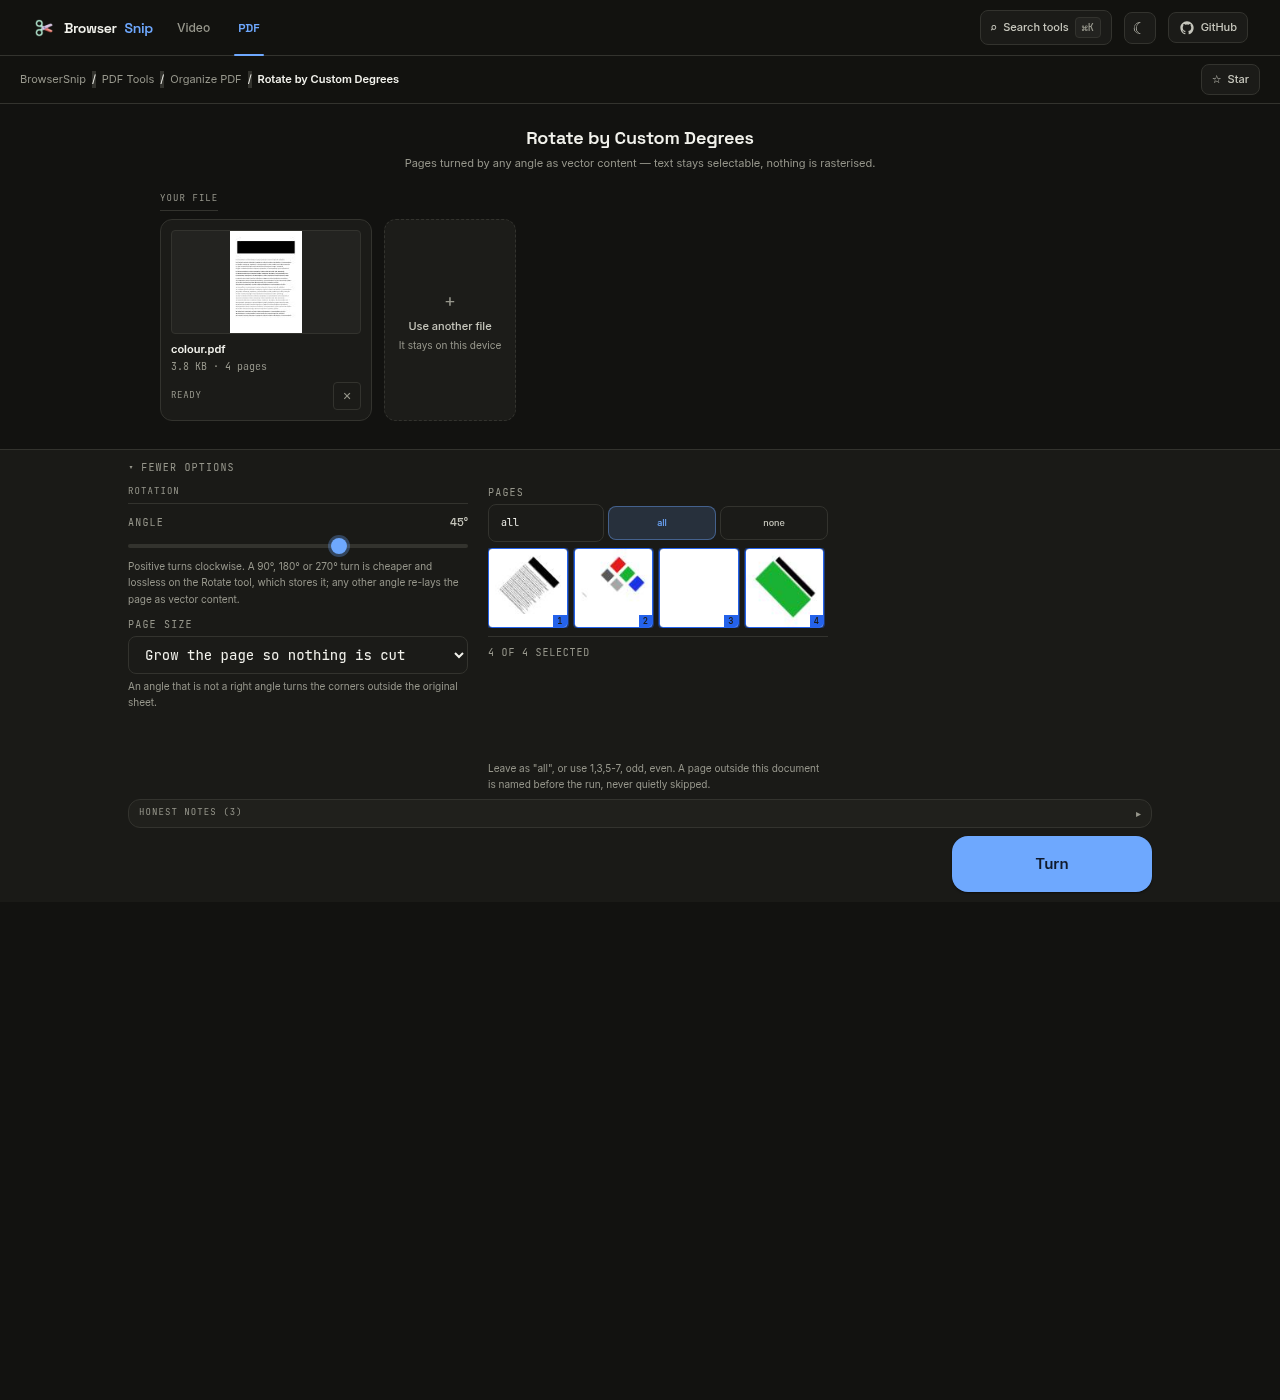 Browser Snip Video PDF Search tools ⌘K GitHub
BrowserSnip / PDF Tools / Organize PDF / Rotate by Custom Degrees ☆ Star
Rotate by Custom Degrees
Pages turned by any angle as vector content — text stays selectable, nothing is rasterised.
YOUR FILE
+
Use another file
It stays on this device
colour.pdf
3.8 KB · 4 pages
READY ×
▾ FEWER OPTIONS
ROTATION
ANGLE 45°
Positive turns clockwise. A 90°, 180° or 270° turn is cheaper and
lossless on the Rotate tool, which stores it; any other angle re-lays the
page as vector content.
PAGE SIZE
Grow the page so nothing is cut
An angle that is not a right angle turns the corners outside the original
sheet.
PAGES
all all none
1 2 3 4
4 OF 4 SELECTED
Leave as "all", or use 1,3,5-7, odd, even. A page outside this document
is named before the run, never quietly skipped.
HONEST NOTES (3) ▸
Turn